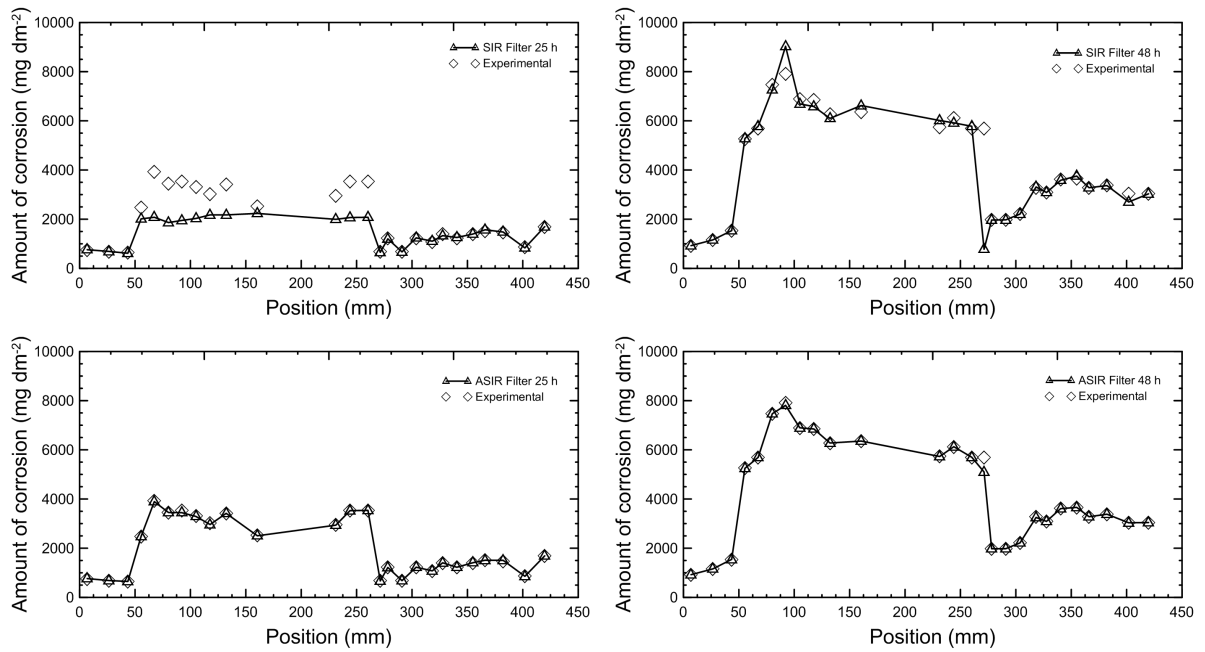 10000
8000
6000
4000
2000
0
0 50 100 150 200 250 300 350 400 450
Amount of corrosion (mg dm-2)
Position (mm)
SIR Filter 25 h
Experimental
10000
8000
6000
4000
2000
0
0 50 100 150 200 250 300 350 400 450
Amount of corrosion (mg dm-2)
Position (mm)
SIR Filter 48 h
Experimental
10000
8000
6000
4000
2000
0
0 50 100 150 200 250 300 350 400 450
Amount of corrosion (mg dm-2)
Position (mm)
ASIR Filter 25 h
Experimental
10000
8000
6000
4000
2000
0
0 50 100 150 200 250 300 350 400 450
Amount of corrosion (mg dm-2)
Position (mm)
ASIR Filter 48 h
Experimental